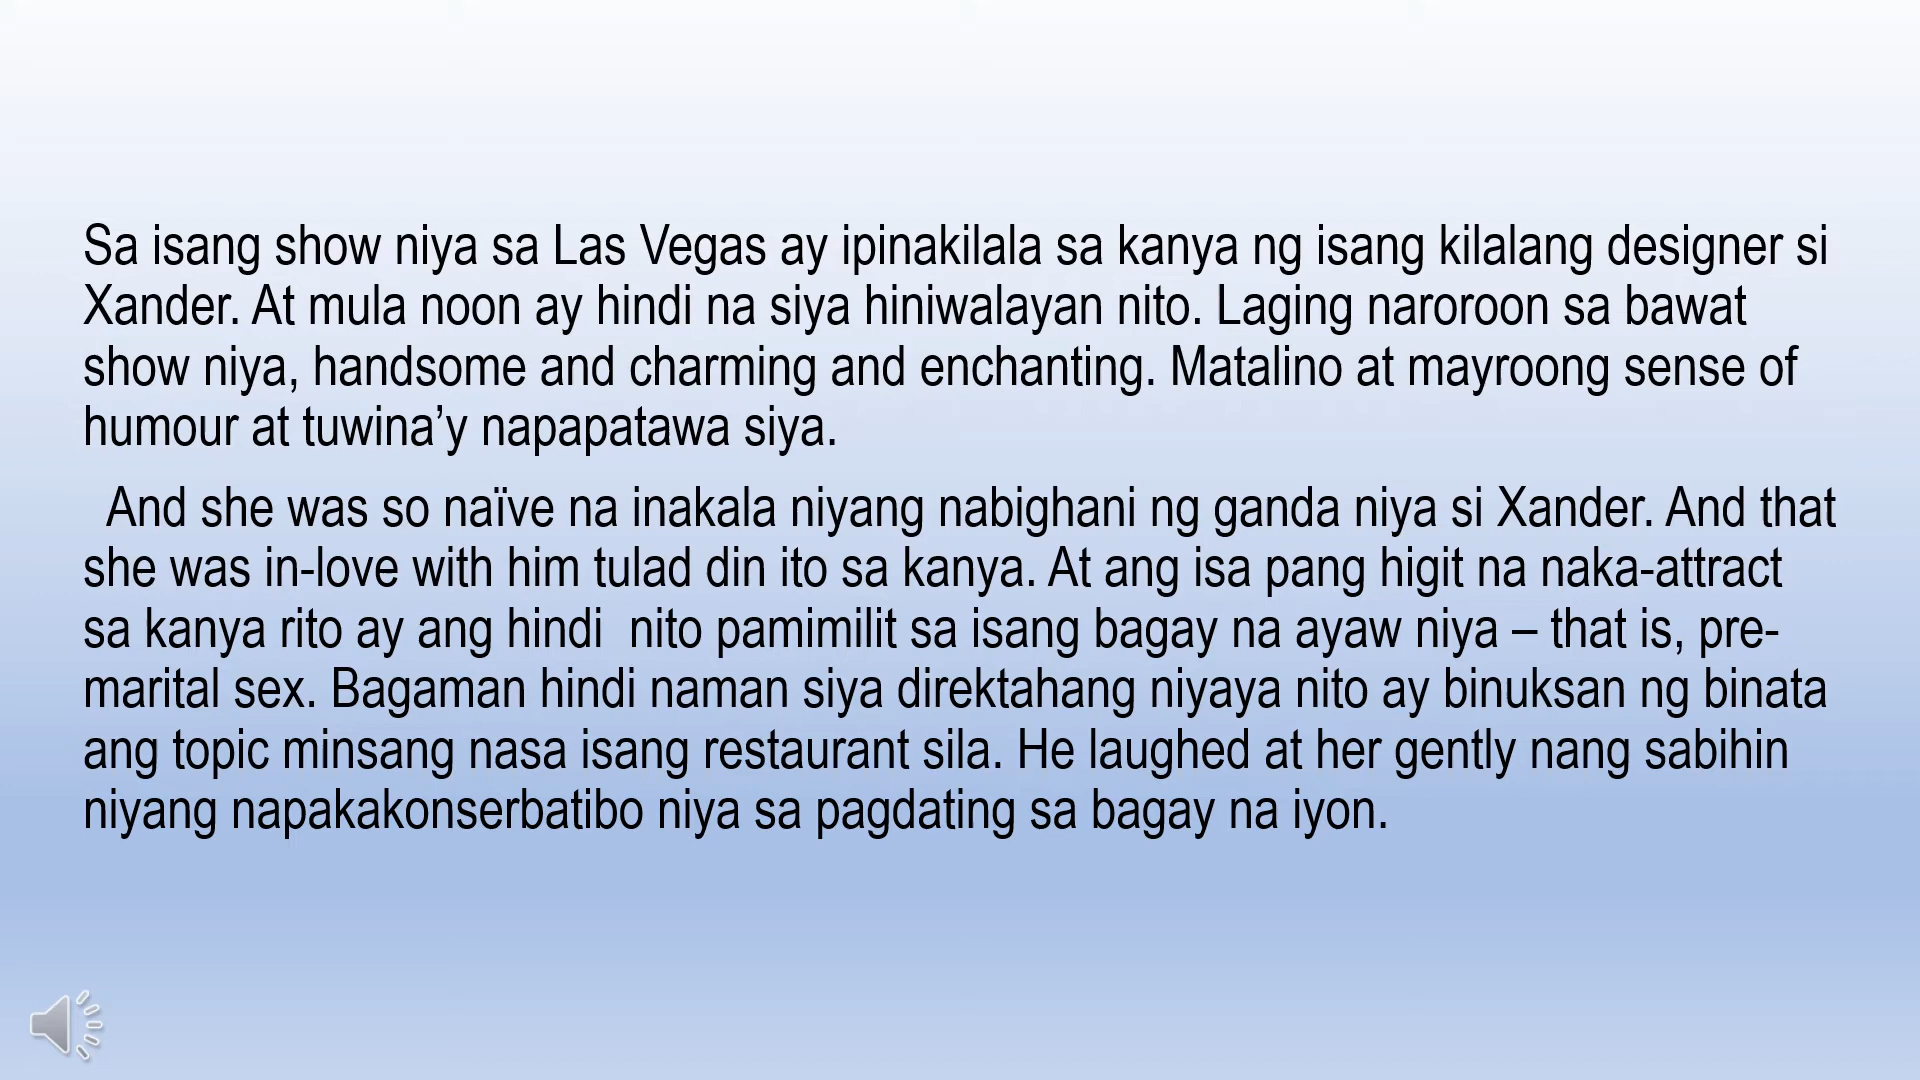 Sa isang show niya sa Las Vegas ay ipinakilala sa kanya ng isang kilalang designer si
Xander. At mula noon ay hindi na siya hiniwalayan nito. Laging naroroon sa bawat
show niya, handsome and charming and enchanting. Matalino at mayroong sense of
humour at tuwina’y napapatawa siya.
And she was so naïve na inakala niyang nabighani ng ganda niya si Xander. And that
she was in-love with him tulad din ito sa kanya. At ang isa pang higit na naka-attract
sa kanya rito ay ang hindi  nito pamimilit sa isang bagay na ayaw niya – that is, pre-
marital sex. Bagaman hindi naman siya direktahang niyaya nito ay binuksan ng binata
ang topic minsang nasa isang restaurant sila. He laughed at her gently nang sabihin
niyang napakakonserbatibo niya sa pagdating sa bagay na iyon.